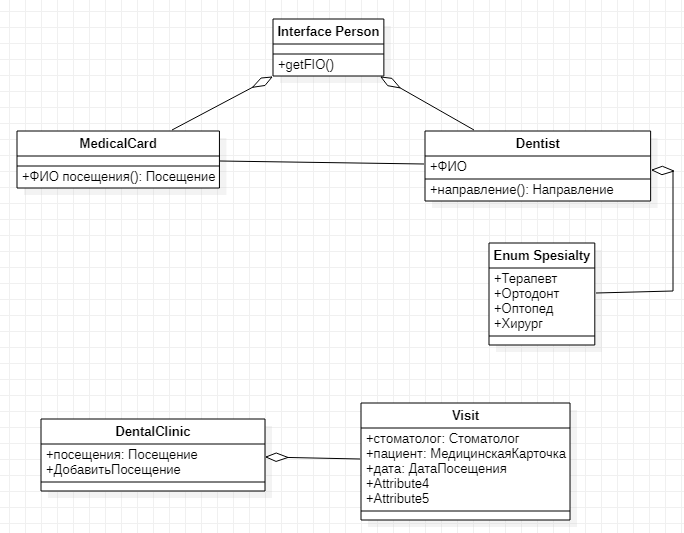 Interface Person
+getFIO()
MedicalCard
+ФИО посещения(): Посещение
Dentist
+ФИО
+направление(): Направление
Enum Spesialty
+Терапевт
+Ортодонт
+Оптопед
+Хирург
DentalClinic
+посещения: Посещение
+ДобавитьПосещение
Visit
+стоматолог: Стоматолог
+пациент: МедицинскаяКарточка
+дата: ДатаПосещения
+Attribute4
+Attribute5